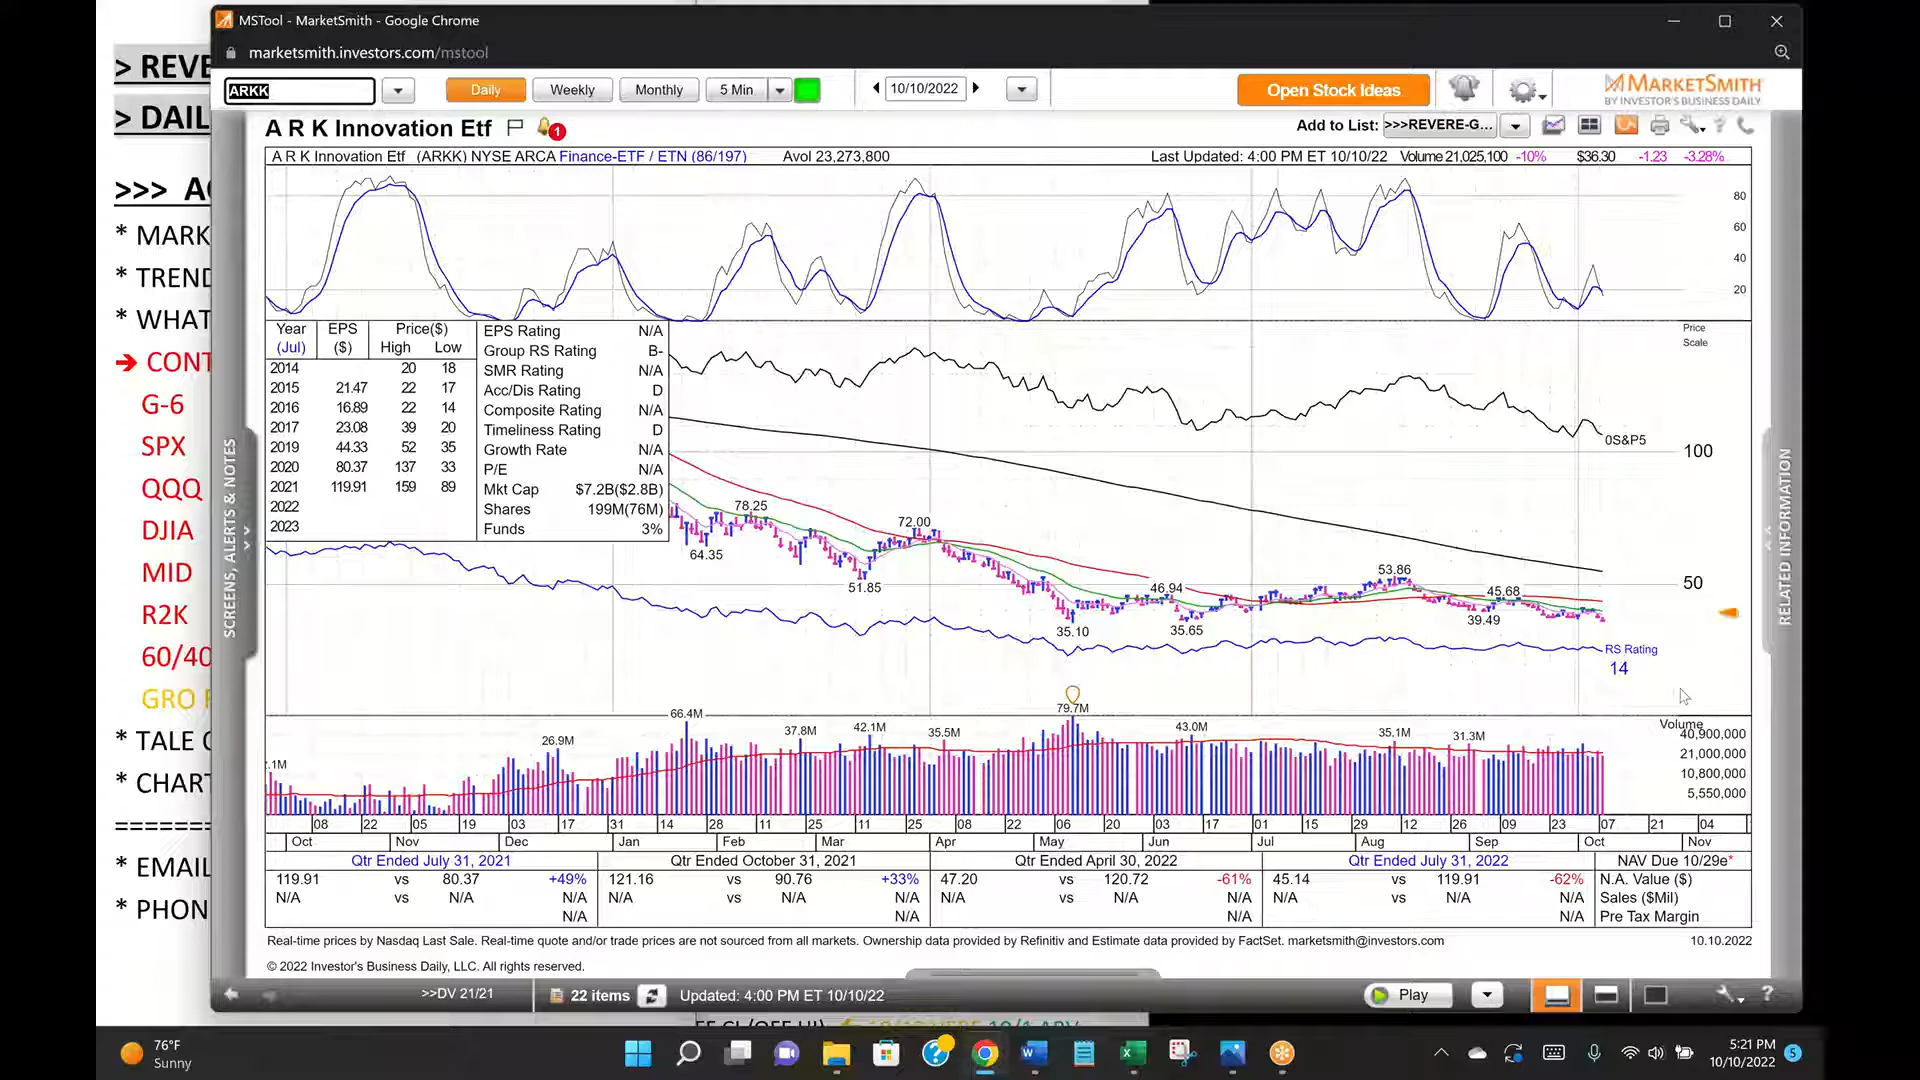 MSTool - MarketSmith - Google Chrome
marketsmith.investors.com/mstool
> REVE
> DAIL
>>> A
* MARK
* TREND
* WHAT
➔ CONT
G-6
SPX
QQQ
DJIA
MID
R2K
60/40
GRO
* TALE
* CHART
* EMAIL
* PHON
ARKK
Daily
Weekly
Monthly
5 Min
10/10/2022
Open Stock Ideas
MARKETSMITH
BY INVESTOR'S BUSINESS DAILY
A R K Innovation Etf
1
Add to List: >>>REVERE-G...
A R K Innovation Etf (ARKK) NYSE ARCA Finance-ETF / ETN (86/197) Avol 23,273,800 Last Updated: 4:00 PM ET 10/10/22 Volume 21,025,100 -10% $36.30 -1.23 -3.28%
80
60
40
20
Year EPS Price($)
(Jul) ($) High Low
2014 20 18
2015 21.47 22 17
2016 16.89 22 14
2017 23.08 39 20
2019 44.33 52 35
2020 80.37 137 33
2021 119.91 159 89
2022
2023
EPS Rating N/A
Group RS Rating B-
SMR Rating N/A
Acc/Dis Rating D
Composite Rating N/A
Timeliness Rating D
Growth Rate N/A
P/E N/A
Mkt Cap $7.2B($2.8B)
Shares 199M(76M)
Funds 3%
Price
Scale
0S&P5
100
50
78.25
64.35
72.00
51.85
35.10
46.94
35.65
53.86
45.68
39.49
RS Rating
14
SCREENS, ALERTS & NOTES
RELATED INFORMATION
66.4M
26.9M
37.8M
42.1M
35.5M
79.7M
43.0M
35.1M
31.3M
Volume
40,900,000
21,000,000
10,800,000
5,550,000
08 22 05 19 03 17 31 14 28 11 25 11 25 08 22 06 20 03 17 01 15 29 12 26 09 23 07 21 04
Oct Nov Dec Jan Feb Mar Apr May Jun Jul Aug Sep Oct Nov
Qtr Ended July 31, 2021 Qtr Ended October 31, 2021 Qtr Ended April 30, 2022 Qtr Ended July 31, 2022 NAV Due 10/29e*
119.91 vs 80.37 +49% 121.16 vs 90.76 +33% 47.20 vs 120.72 -61% 45.14 vs 119.91 -62% N.A. Value ($)
N/A vs N/A N/A N/A vs N/A N/A N/A vs N/A N/A N/A vs N/A N/A Sales ($Mil)
N/A N/A N/A N/A Pre Tax Margin
Real-time prices by Nasdaq Last Sale. Real-time quote and/or trade prices are not sourced from all markets. Ownership data provided by Refinitiv and Estimate data provided by FactSet. marketsmith@investors.com 10.10.2022
© 2022 Investor's Business Daily, LLC. All rights reserved.
>>DV 21/21
22 items
Updated: 4:00 PM ET 10/10/22
Play
76°F
Sunny
5:21 PM
10/10/2022
5